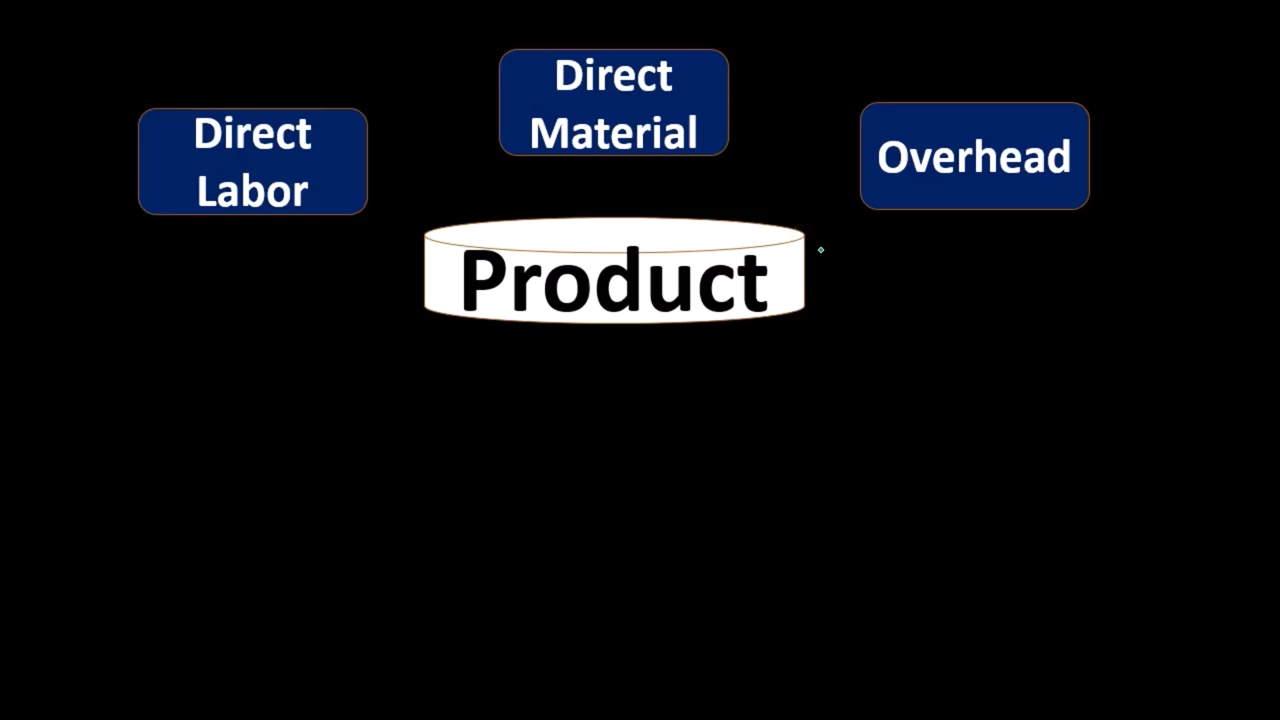 Direct
Labor
Direct
Material
Overhead
Product